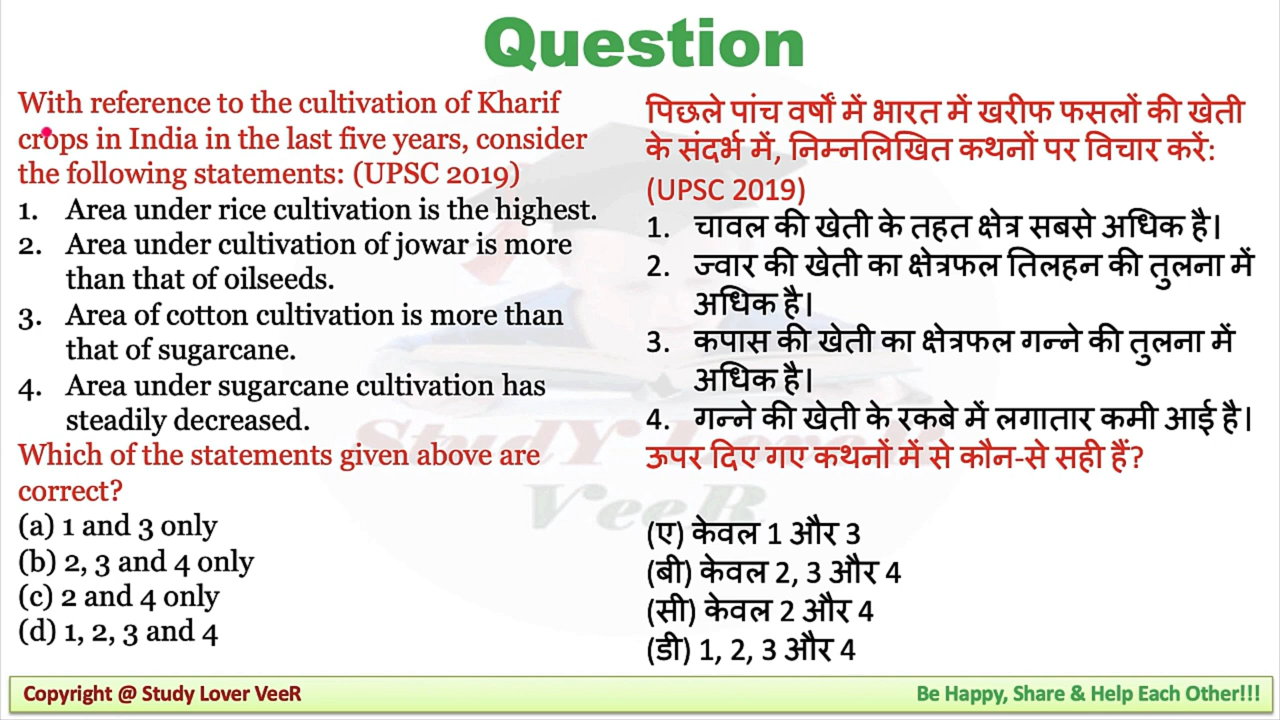 Question
With reference to the cultivation of Kharif
crops in India in the last five years, consider
the following statements: (UPSC 2019)
1. Area under rice cultivation is the highest.
2. Area under cultivation of jowar is more
than that of oilseeds.
3. Area of cotton cultivation is more than
that of sugarcane.
4. Area under sugarcane cultivation has
steadily decreased.
Which of the statements given above are
correct?
(a) 1 and 3 only
(b) 2, 3 and 4 only
(c) 2 and 4 only
(d) 1, 2, 3 and 4
पिछले पांच वर्षों में भारत में खरीफ फसलों की खेती
के संदर्भ में, निम्नलिखित कथनों पर विचार करें:
(UPSC 2019)
1. चावल की खेती के तहत क्षेत्र सबसे अधिक है।
2. ज्वार की खेती का क्षेत्रफल तिलहन की तुलना में
अधिक है।
3. कपास की खेती का क्षेत्रफल गन्ने की तुलना में
अधिक है।
4. गन्ने की खेती के रकबे में लगातार कमी आई है।
ऊपर दिए गए कथनों में से कौन-से सही हैं?
(ए) केवल 1 और 3
(बी) केवल 2, 3 और 4
(सी) केवल 2 और 4
(डी) 1, 2, 3 और 4
StudY LoveR
VeeR
Copyright @ Study Lover VeeR
Be Happy, Share & Help Each Other!!!